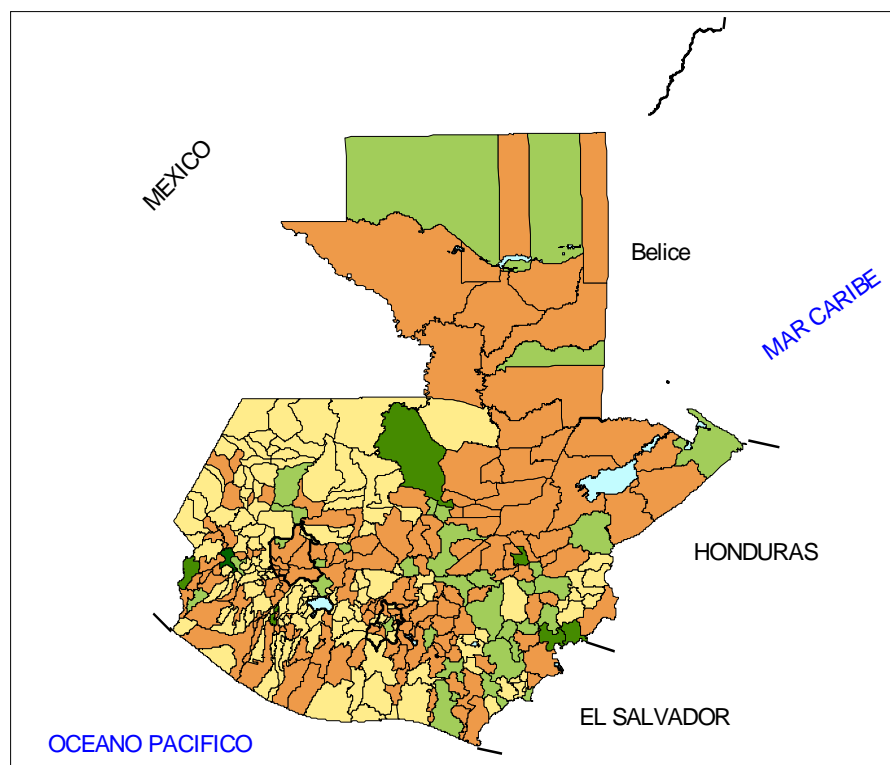 MEXICO
Belice
MAR CARIBE
HONDURAS
EL SALVADOR
OCEANO PACIFICO